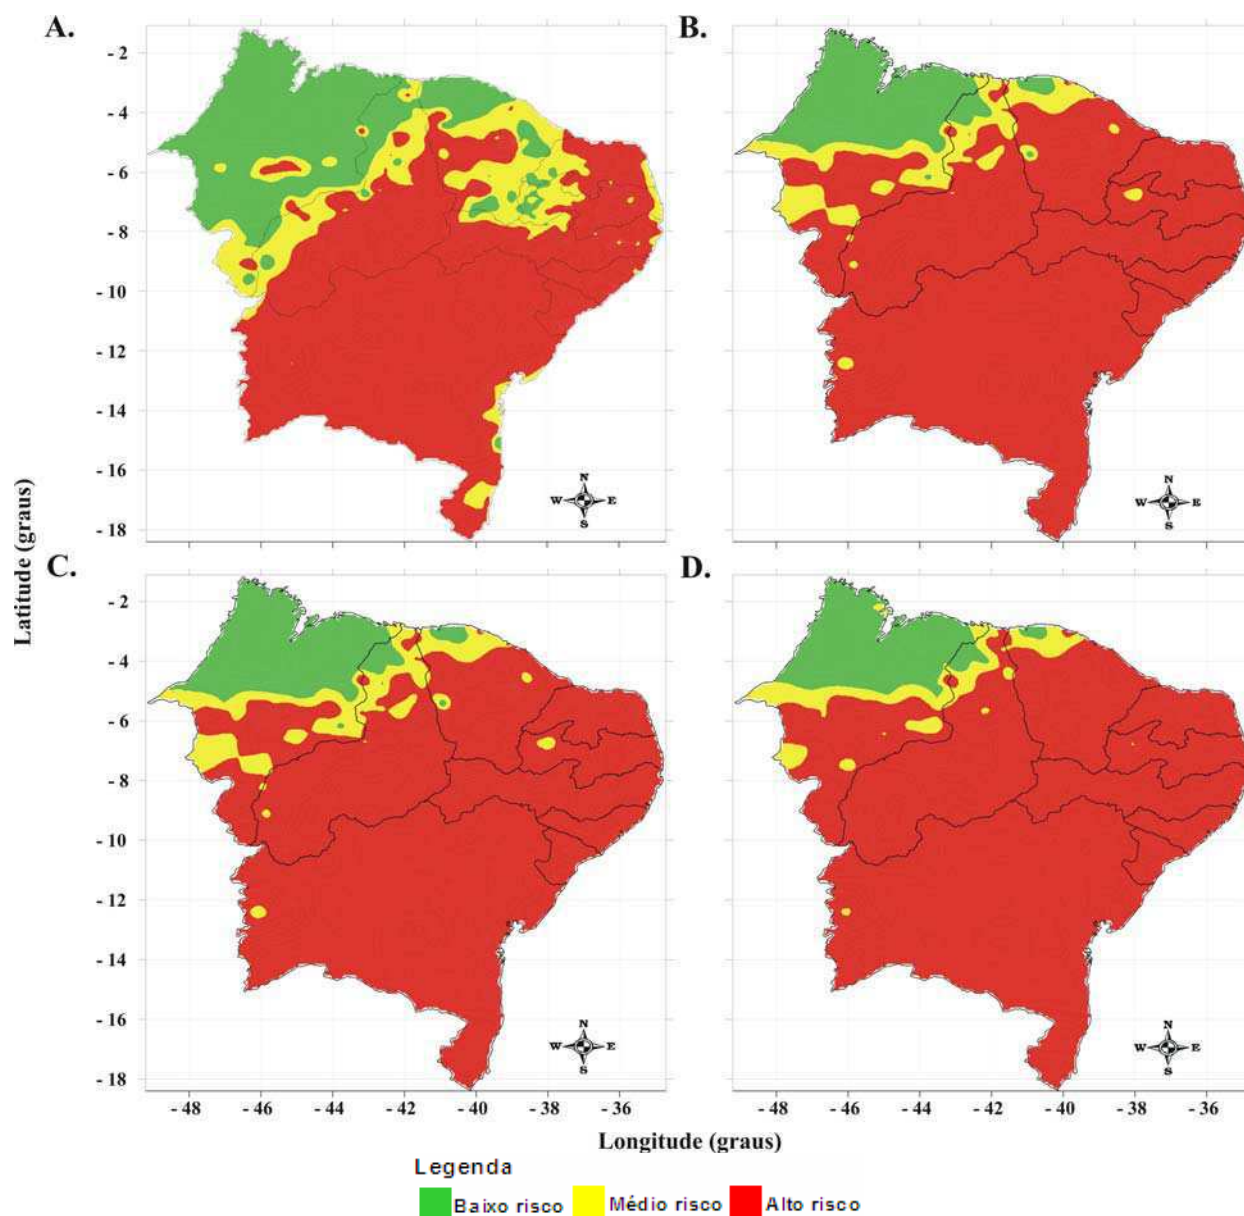 A.
B.
- 2
- 4
- 6
- 8
- 10
- 12
- 14
- 16
- 18
N
W E
S
N
W E
S
C.
D.
- 2
- 4
- 6
- 8
- 10
- 12
- 14
- 16
- 18
N
W E
S
N
W E
S
- 48 - 46 - 44 - 42 - 40 - 38 - 36
- 48 - 46 - 44 - 42 - 40 - 38 - 36
Latitude (graus)
Longitude (graus)
Legenda
Baixo risco Médio risco Alto risco